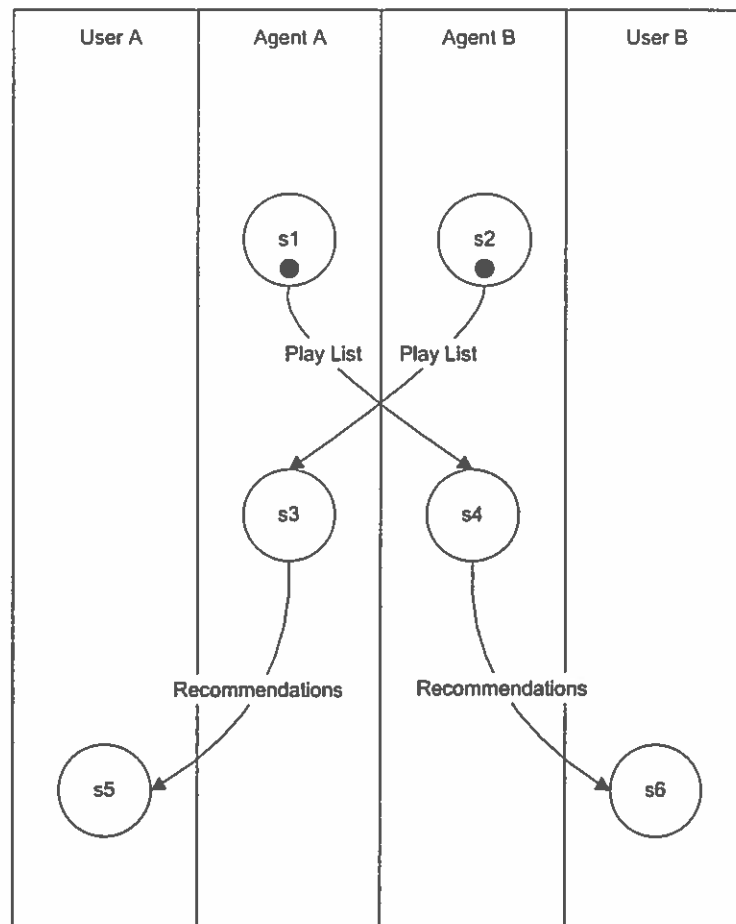 User A Agent A Agent B User B
s1 s2
Play List Play List
s3 s4
Recommendations Recommendations
s5 s6